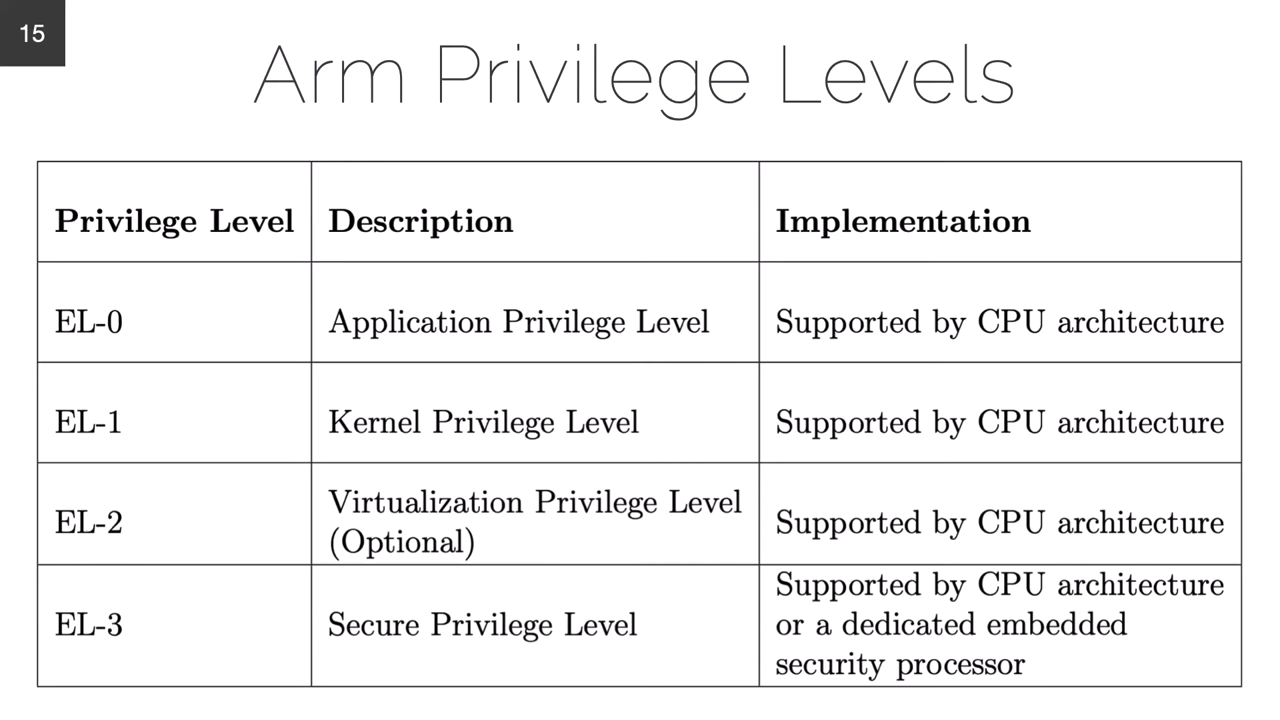 15
Arm Privilege Levels
Privilege Level Description Implementation
EL-0 Application Privilege Level Supported by CPU architecture
EL-1 Kernel Privilege Level Supported by CPU architecture
EL-2 Virtualization Privilege Level (Optional) Supported by CPU architecture
EL-3 Secure Privilege Level Supported by CPU architecture
or a dedicated embedded
security processor